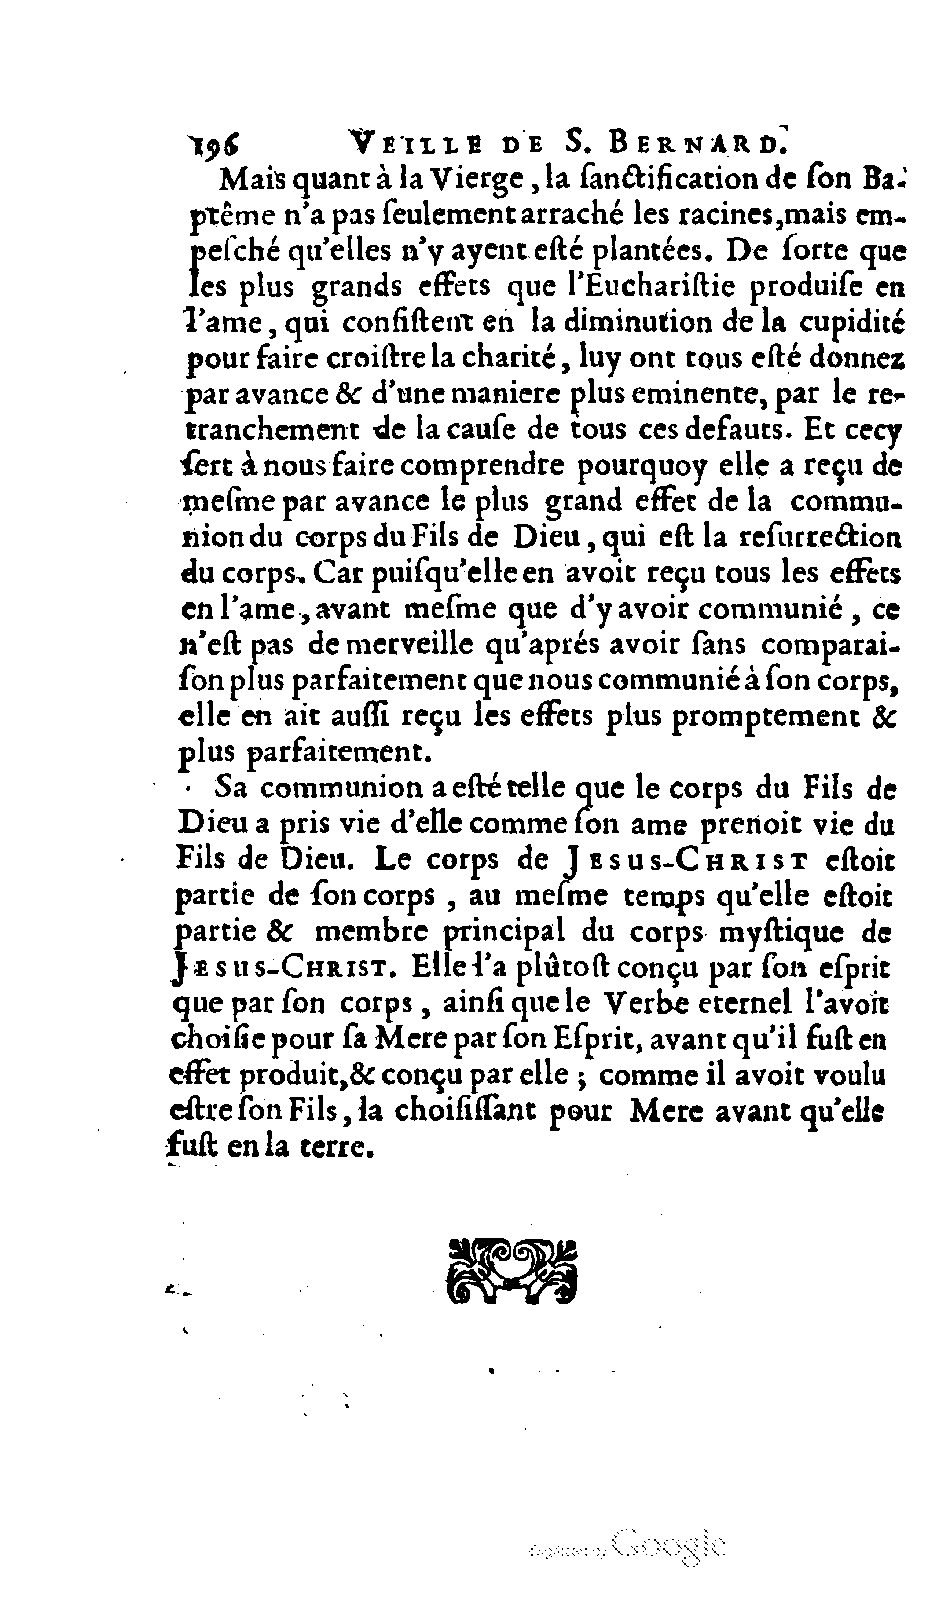 196 VEILLE DE S. BERNARD.
Mais quant à la Vierge, la ſanctification de ſon Ba-
ptême n'a pas ſeulement arraché les racines, mais em-
peſché qu'elles n'y ayent eſté plantées. De ſorte que
les plus grands effets que l'Euchariſtie produiſe en
l'ame, qui conſiſtent en la diminution de la cupidité
pour faire croiſtre la charité, luy ont tous eſté donnez
par avance & d'une maniere plus eminente, par le re-
tranchement de la cauſe de tous ces defauts. Et cecy
ſert à nous faire comprendre pourquoy elle a reçu de
meſme par avance le plus grand effet de la commu-
nion du corps du Fils de Dieu, qui eſt la reſurrection
du corps. Car puiſqu'elle en avoit reçu tous les effets
en l'ame, avant meſme que d'y avoir communié, ce
n'eſt pas de merveille qu'aprés avoir ſans comparai-
ſon plus parfaitement que nous communié à ſon corps,
elle en ait auſſi reçu les effets plus promptement &
plus parfaitement.
Sa communion a eſté telle que le corps du Fils de
Dieu a pris vie d'elle comme ſon ame prenoit vie du
Fils de Dieu. Le corps de JESUS-CHRIST eſtoit
partie de ſon corps, au meſme temps qu'elle eſtoit
partie & membre principal du corps myſtique de
JESUS-CHRIST. Elle l'a plûtoſt conçu par ſon eſprit
que par ſon corps, ainſi que le Verbe eternel l'avoit
choiſie pour ſa Mere par ſon Eſprit, avant qu'il fuſt en
effet produit, & conçu par elle; comme il avoit voulu
eſtre ſon Fils, la choiſiſſant pour Mere avant qu'elle
fuſt en la terre.
Digitized by Google